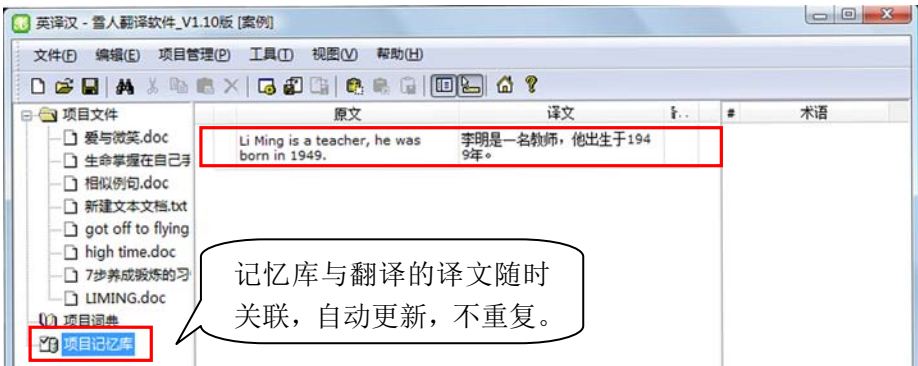 英译汉 - 雪人翻译软件_V1.10版 [案例]
文件(F) 编辑(E) 项目管理(P) 工具(T) 视图(V) 帮助(H)
项目文件
爱与微笑.doc
生命掌握在自己手
相似例句.doc
新建文本文档.txt
got off to flying
high time.doc
7步养成锻炼的习
LIMING.doc
项目词典
项目记忆库
原文 译文
Li Ming is a teacher, he was
born in 1949.
李明是一名教师，他出生于194
9年。
# 术语
记忆库与翻译的译文随时
关联，自动更新，不重复。